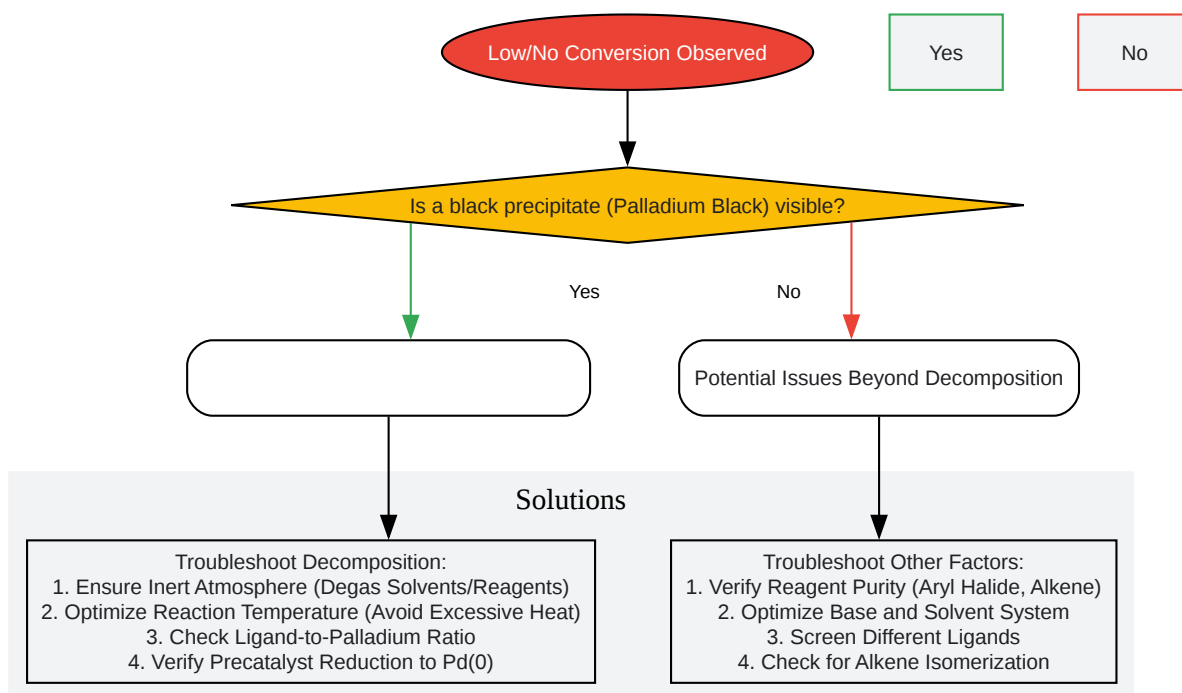 Low/No Conversion Observed
Yes
No
Is a black precipitate (Palladium Black) visible?
Yes
No
Potential Issues Beyond Decomposition
Solutions
Troubleshoot Decomposition:
1. Ensure Inert Atmosphere (Degas Solvents/Reagents)
2. Optimize Reaction Temperature (Avoid Excessive Heat)
3. Check Ligand-to-Palladium Ratio
4. Verify Precatalyst Reduction to Pd(0)
Troubleshoot Other Factors:
1. Verify Reagent Purity (Aryl Halide, Alkene)
2. Optimize Base and Solvent System
3. Screen Different Ligands
4. Check for Alkene Isomerization